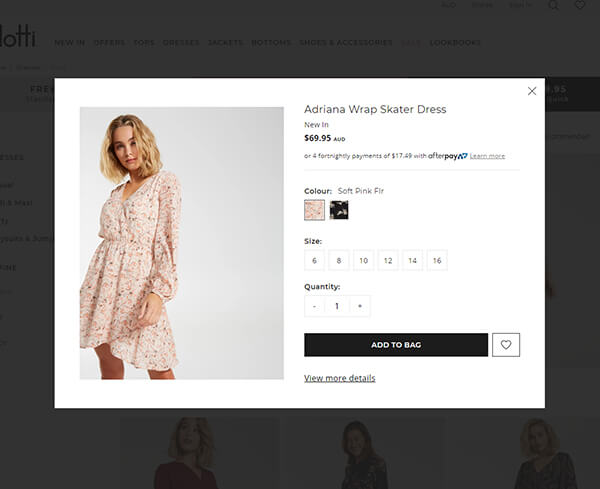 AUD Stores Sign In
lotti
NEW IN OFFERS TOPS DRESSES JACKETS BOTTOMS SHOES & ACCESSORIES SALE LOOKBOOKS
Adriana Wrap Skater Dress
New In
$69.95 AUD
or 4 fortnightly payments of $17.49 with afterpay Learn more
Colour: Soft Pink Flr
Size:
6 8 10 12 14 16
Quantity:
- 1 +
ADD TO BAG
View more details